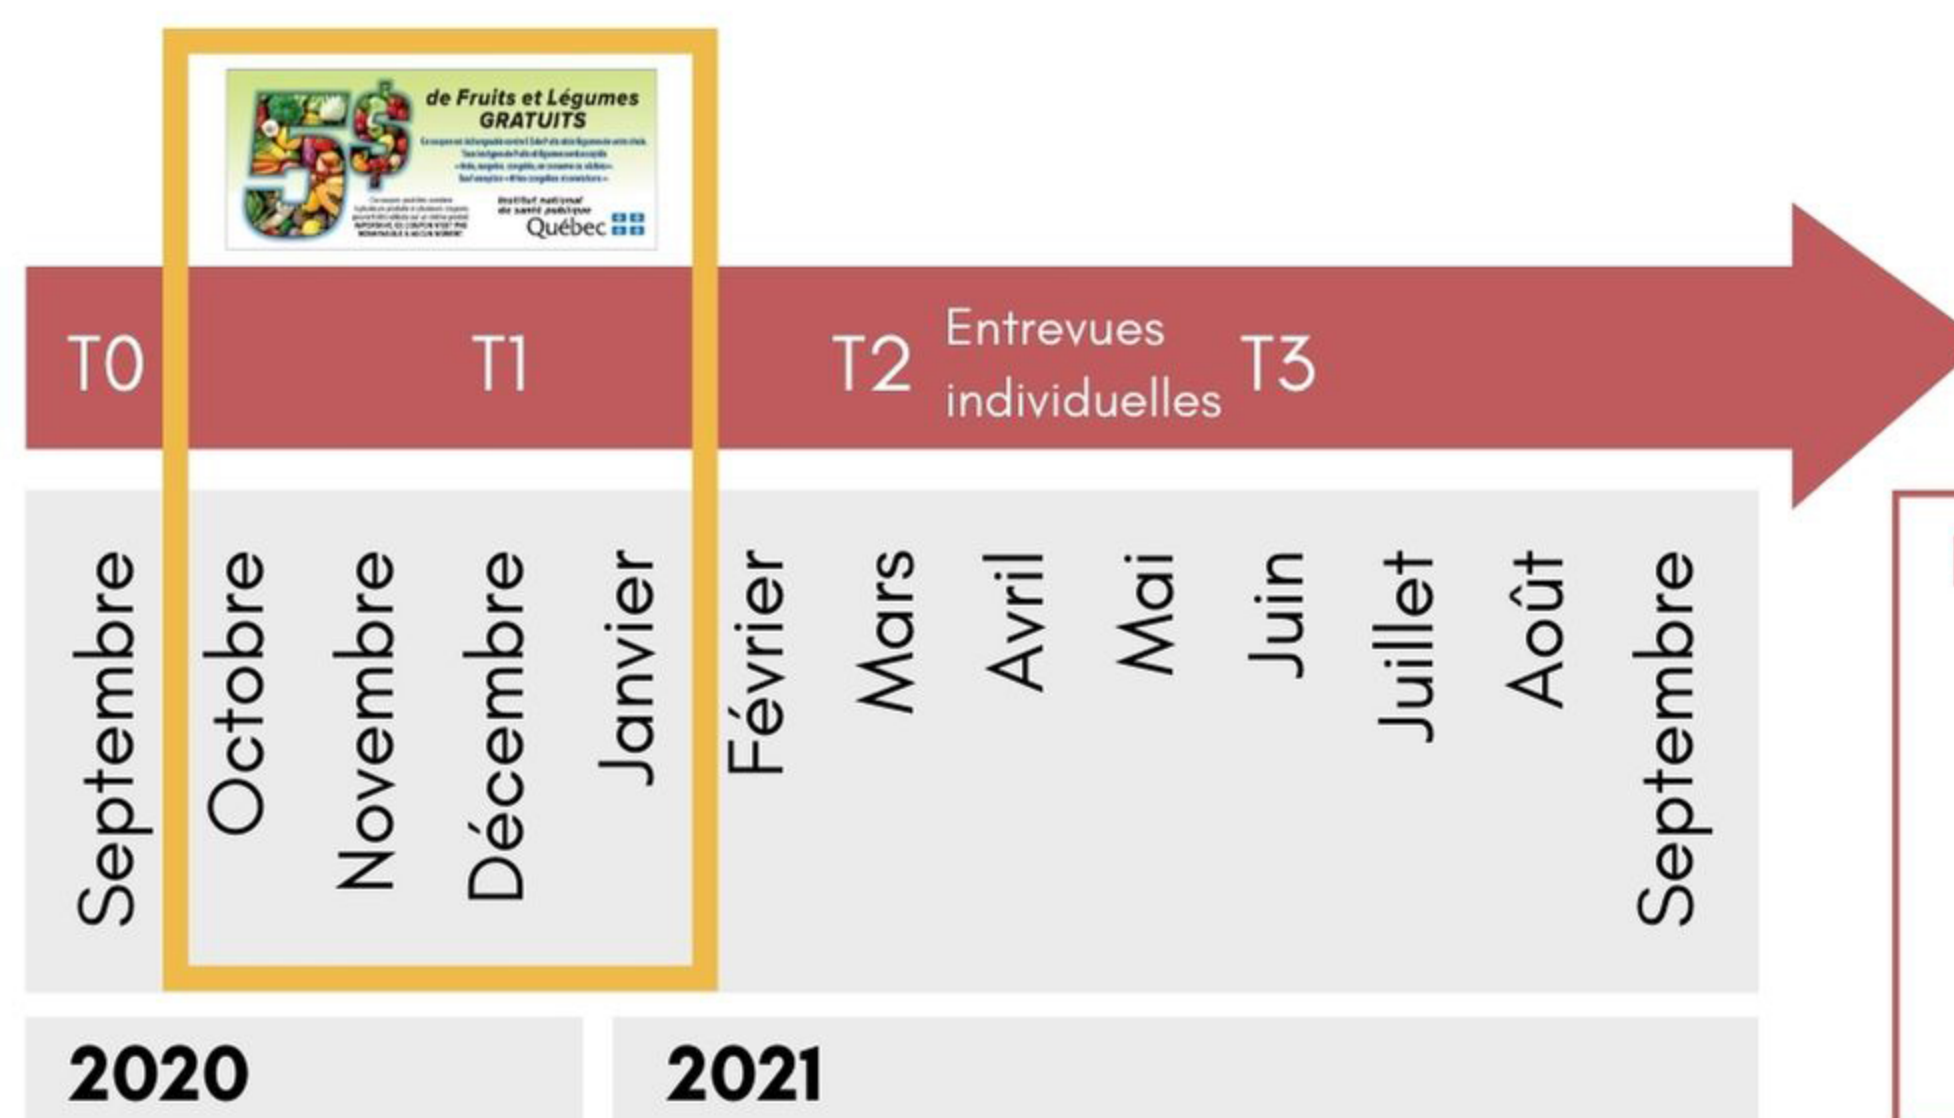 5$
de Fruits et Légumes
GRATUITS
Institut national
de santé publique
Québec
T0
T1
T2
Entrevues
individuelles
T3
Septembre
Octobre
Novembre
Décembre
Janvier
Février
Mars
Avril
Mai
Juin
Juillet
Août
Septembre
2020
2021